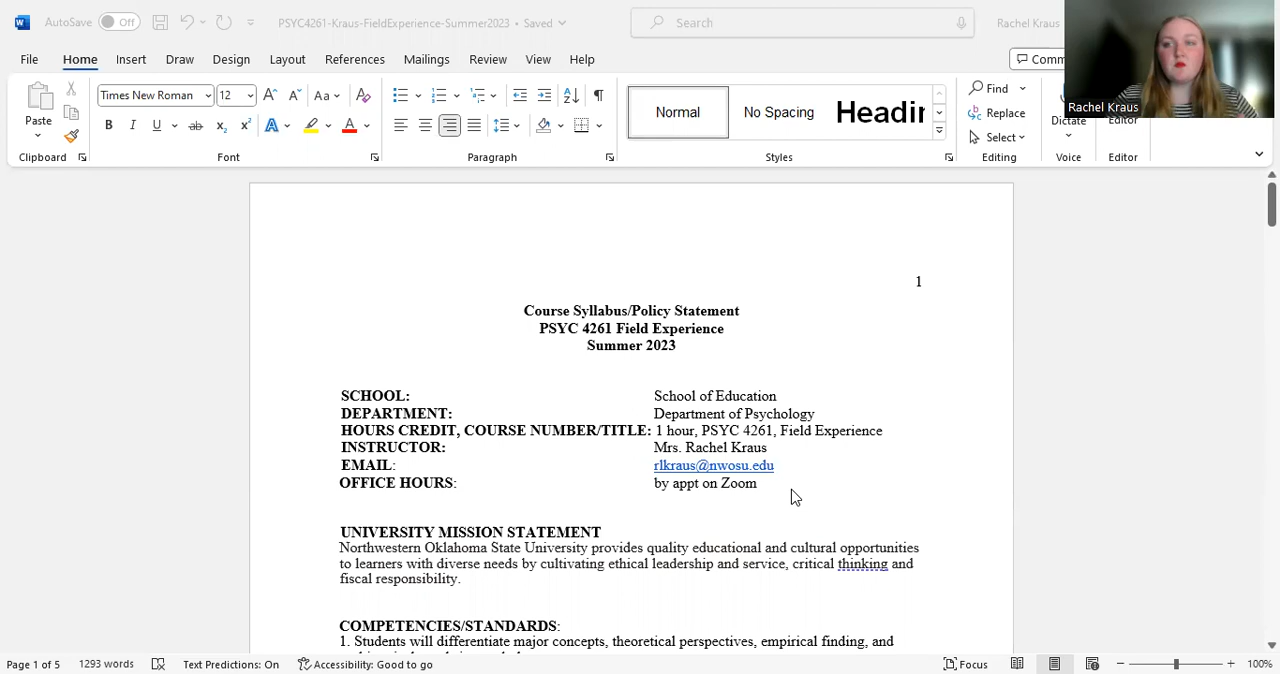 AutoSave Off PSYC4261-Kraus-FieldExperience-Summer2023 • Saved Search Rachel Kraus
File Home Insert Draw Design Layout References Mailings Review View Help Comm
Rachel Kraus
Paste
Times New Roman 12 A A Aa A
B I U ab x₂ x² A A
Normal No Spacing Headin
Find
Replace
Select
Dictate Editor
Clipboard Font Paragraph Styles Editing Voice Editor
1
Course Syllabus/Policy Statement
PSYC 4261 Field Experience
Summer 2023
SCHOOL: School of Education
DEPARTMENT: Department of Psychology
HOURS CREDIT, COURSE NUMBER/TITLE: 1 hour, PSYC 4261, Field Experience
INSTRUCTOR: Mrs. Rachel Kraus
EMAIL: rlkraus@nwosu.edu
OFFICE HOURS: by appt on Zoom
UNIVERSITY MISSION STATEMENT
Northwestern Oklahoma State University provides quality educational and cultural opportunities
to learners with diverse needs by cultivating ethical leadership and service, critical thinking and
fiscal responsibility.
COMPETENCIES/STANDARDS:
1. Students will differentiate major concepts, theoretical perspectives, empirical finding, and
Page 1 of 5 1293 words Text Predictions: On Accessibility: Good to go Focus 100%